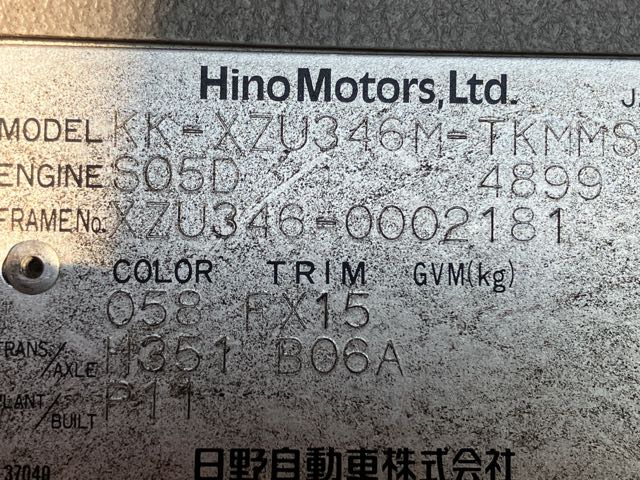 Hino Motors, Ltd.
MODEL KK-XZU346M-TKMMS
ENGINE S05D 4899
FRAME No. XZU346-0002181
COLOR TRIM GVM(kg)
058 FX15
TRANS/AXLE H351 B06A
PLANT/BUILT P11
37040 日野自動車株式会社